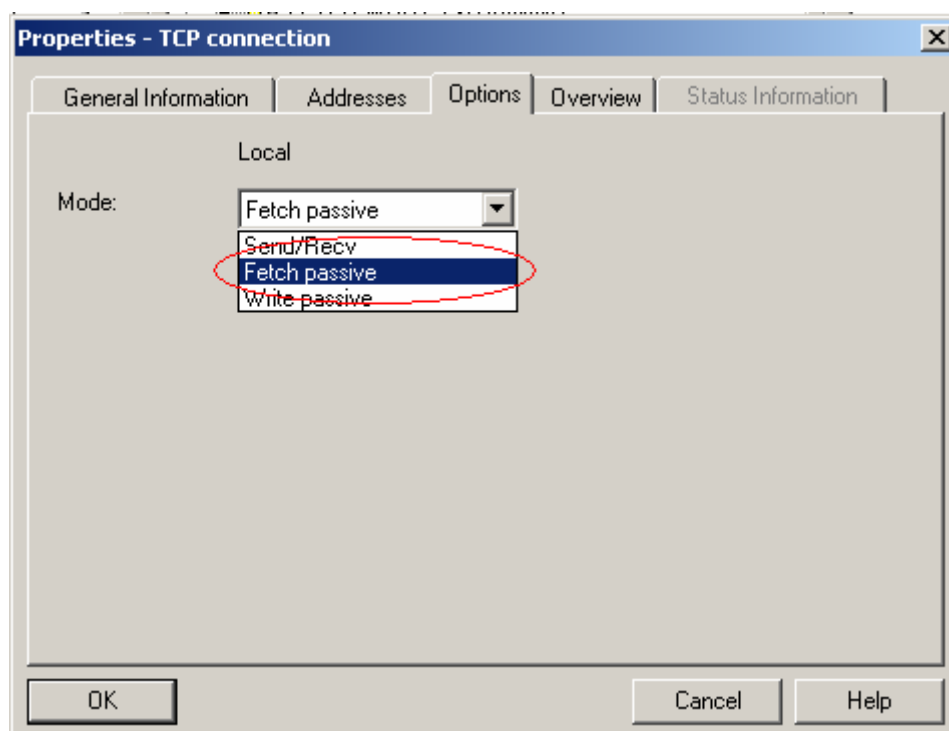 Properties - TCP connection
General Information Addresses Options Overview Status Information
Local
Mode: Fetch passive
Send/Recv
Fetch passive
Write passive
OK Cancel Help